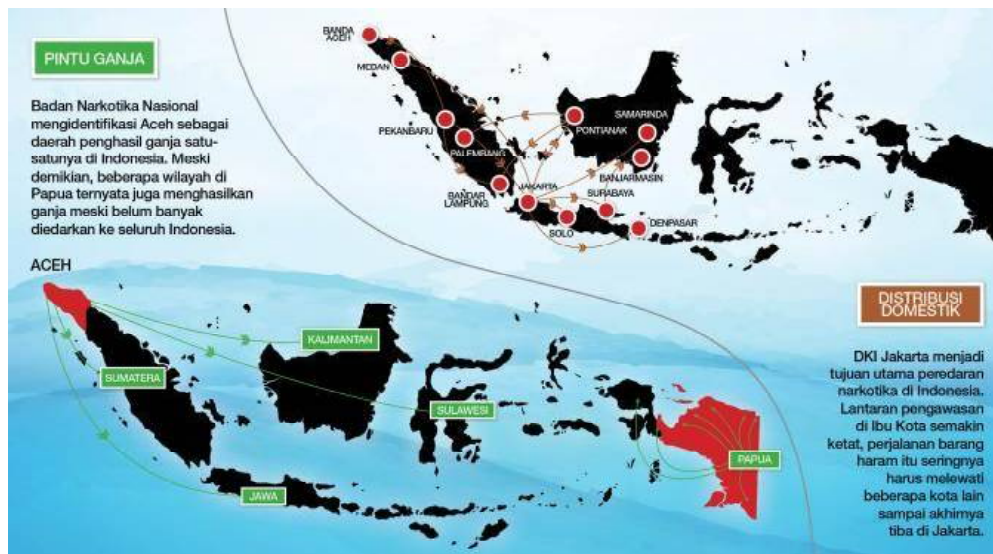 PINTU GANJA
Badan Narkotika Nasional
mengidentifikasi Aceh sebagai
daerah penghasil ganja satu-
satunya di Indonesia. Meski
demikian, beberapa wilayah di
Papua ternyata juga menghasilkan
ganja meski belum banyak
diedarkan ke seluruh Indonesia.
BANDA
ACEH
MEDAN
PEKANBARU
PALEMBANG
BANDAR
LAMPUNG
JAKARTA
SOLO
SURABAYA
DENPASAR
PONTIANAK
SAMARINDA
BANJARMASIN
ACEH
SUMATERA
KALIMANTAN
SULAWESI
JAWA
PAPUA
DISTRIBUSI
DOMESTIK
DKI Jakarta menjadi
tujuan utama peredaran
narkotika di Indonesia.
Lantaran pengawasan
di Ibu Kota semakin
ketat, perjalanan barang
haram itu seringnya
harus melewati
beberapa kota lain
sampai akhirnya
tiba di Jakarta.